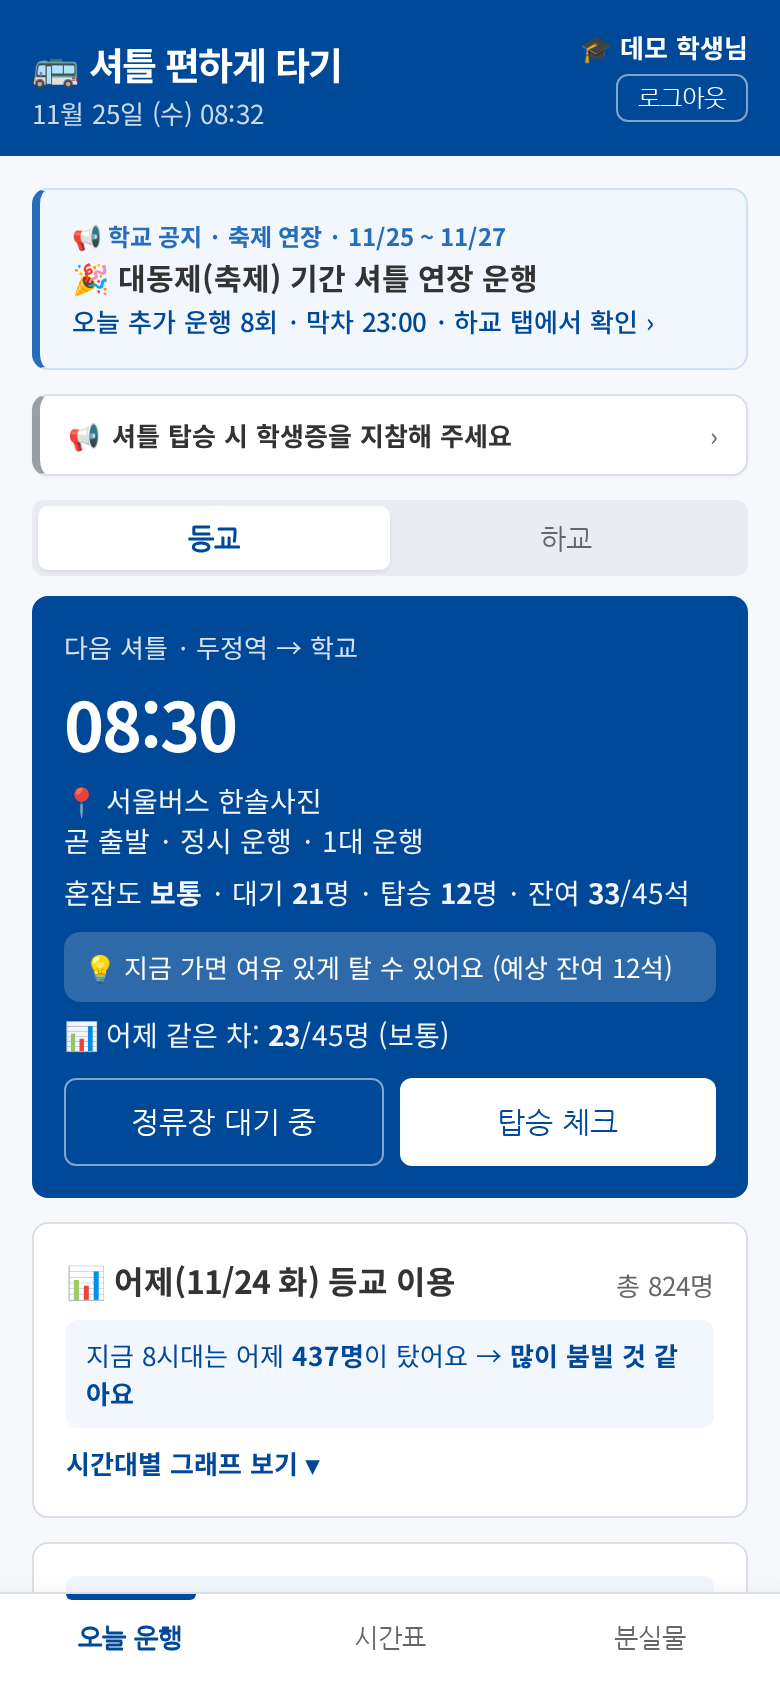 🚌 셔틀 편하게 타기
11월 25일 (수) 08:32
🎓 데모 학생님
로그아웃
📢 학교 공지 · 축제 연장 · 11/25 ~ 11/27
🎉 대동제(축제) 기간 셔틀 연장 운행
오늘 추가 운행 8회 · 막차 23:00 · 하교 탭에서 확인 ›
📢 셔틀 탑승 시 학생증을 지참해 주세요 ›
등교
하교
다음 셔틀 · 두정역 → 학교
08:30
📍 서울버스 한솔사진
곧 출발 · 정시 운행 · 1대 운행
혼잡도 보통 · 대기 21명 · 탑승 12명 · 잔여 33/45석
💡 지금 가면 여유 있게 탈 수 있어요 (예상 잔여 12석)
📊 어제 같은 차: 23/45명 (보통)
정류장 대기 중
탑승 체크
📊 어제(11/24 화) 등교 이용
총 824명
지금 8시대는 어제 437명이 탔어요 → 많이 붐빌 것 같
아요
시간대별 그래프 보기 ▾
오늘 운행
시간표
분실물